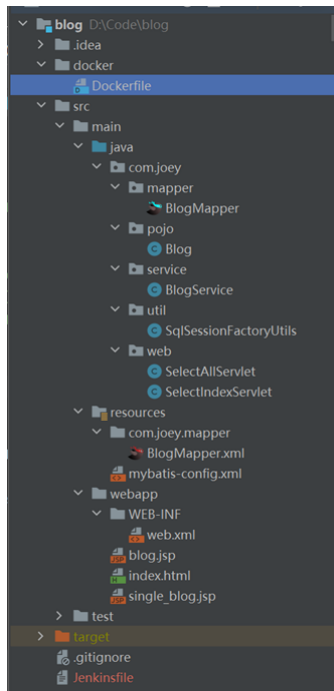 blog D:\Code\blog
.idea
docker
Dockerfile
src
main
java
com.joey
mapper
BlogMapper
pojo
Blog
service
BlogService
util
SqlSessionFactoryUtils
web
SelectAllServlet
SelectIndexServlet
resources
com.joey.mapper
BlogMapper.xml
mybatis-config.xml
webapp
WEB-INF
web.xml
blog.jsp
index.html
single_blog.jsp
test
target
.gitignore
Jenkinsfile